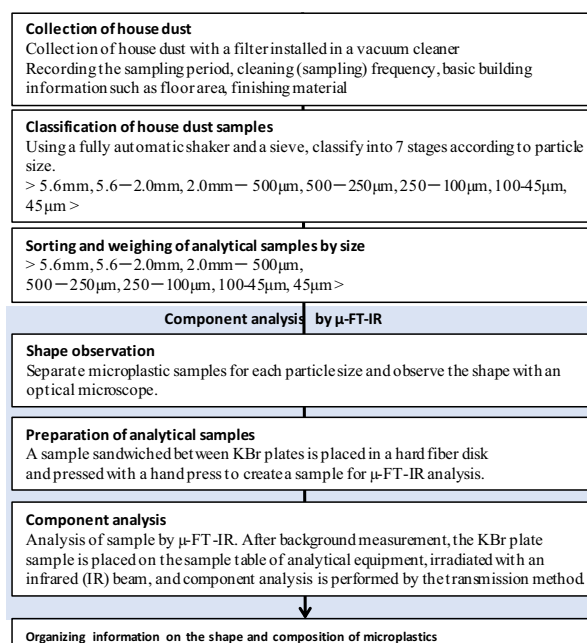 Collection of house dust
Collection of house dust with a filter installed in a vacuum cleaner
Recording the sampling period, cleaning (sampling) frequency, basic building
information such as floor area, finishing material
Classification of house dust samples
Using a fully automatic shaker and a sieve, classify into 7 stages according to particle
size.
> 5.6mm, 5.6－2.0mm, 2.0mm－500μm, 500－250μm, 250－100μm, 100-45μm,
45μm >
Sorting and weighing of analytical samples by size
> 5.6mm, 5.6－2.0mm, 2.0mm－500μm,
500－250μm, 250－100μm, 100-45μm, 45μm >
Component analysis by μ-FT-IR
Shape observation
Separate microplastic samples for each particle size and observe the shape with an
optical microscope.
Preparation of analytical samples
A sample sandwiched between KBr plates is placed in a hard fiber disk
and pressed with a hand press to create a sample for μ-FT-IR analysis.
Component analysis
Analysis of sample by μ-FT-IR. After background measurement, the KBr plate
sample is placed on the sample table of analytical equipment, irradiated with an
infrared (IR) beam, and component analysis is performed by the transmission method.
Organizing information on the shape and composition of microplastics